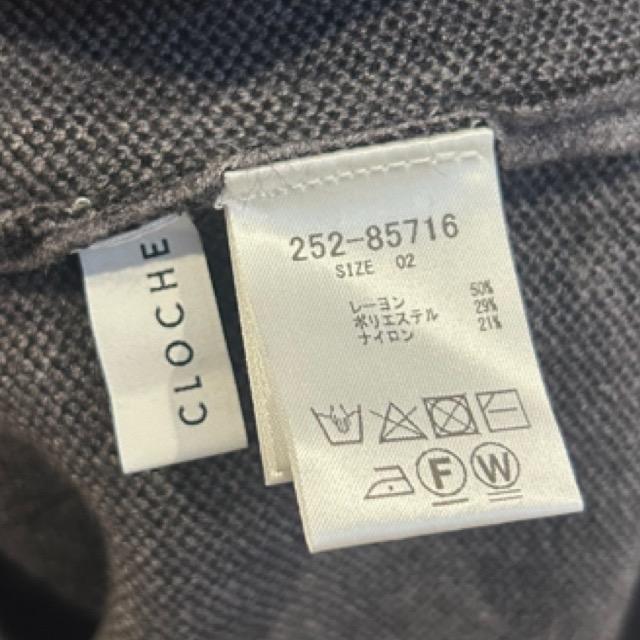 CLOCHE
252-85716
SIZE 02
レーヨン 50%
ポリエステル 29%
ナイロン 21%
F W